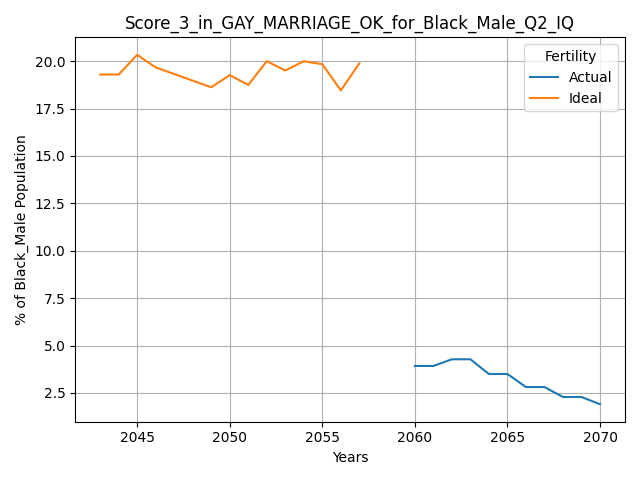 Score_3_in_GAY_MARRIAGE_OK_for_Black_Male_Q2_IQ
Fertility
Actual
Ideal
% of Black_Male Population
20.0
17.5
15.0
12.5
10.0
7.5
5.0
2.5
2045 2050 2055 2060 2065 2070
Years